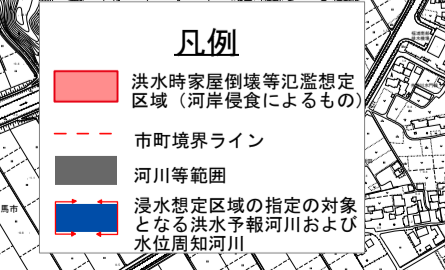 凡例
洪水時家屋倒壊等氾濫想定
区域（河岸侵食によるもの）
市町境界ライン
河川等範囲
浸水想定区域の指定の対象
となる洪水予報河川および
水位周知河川
馬市